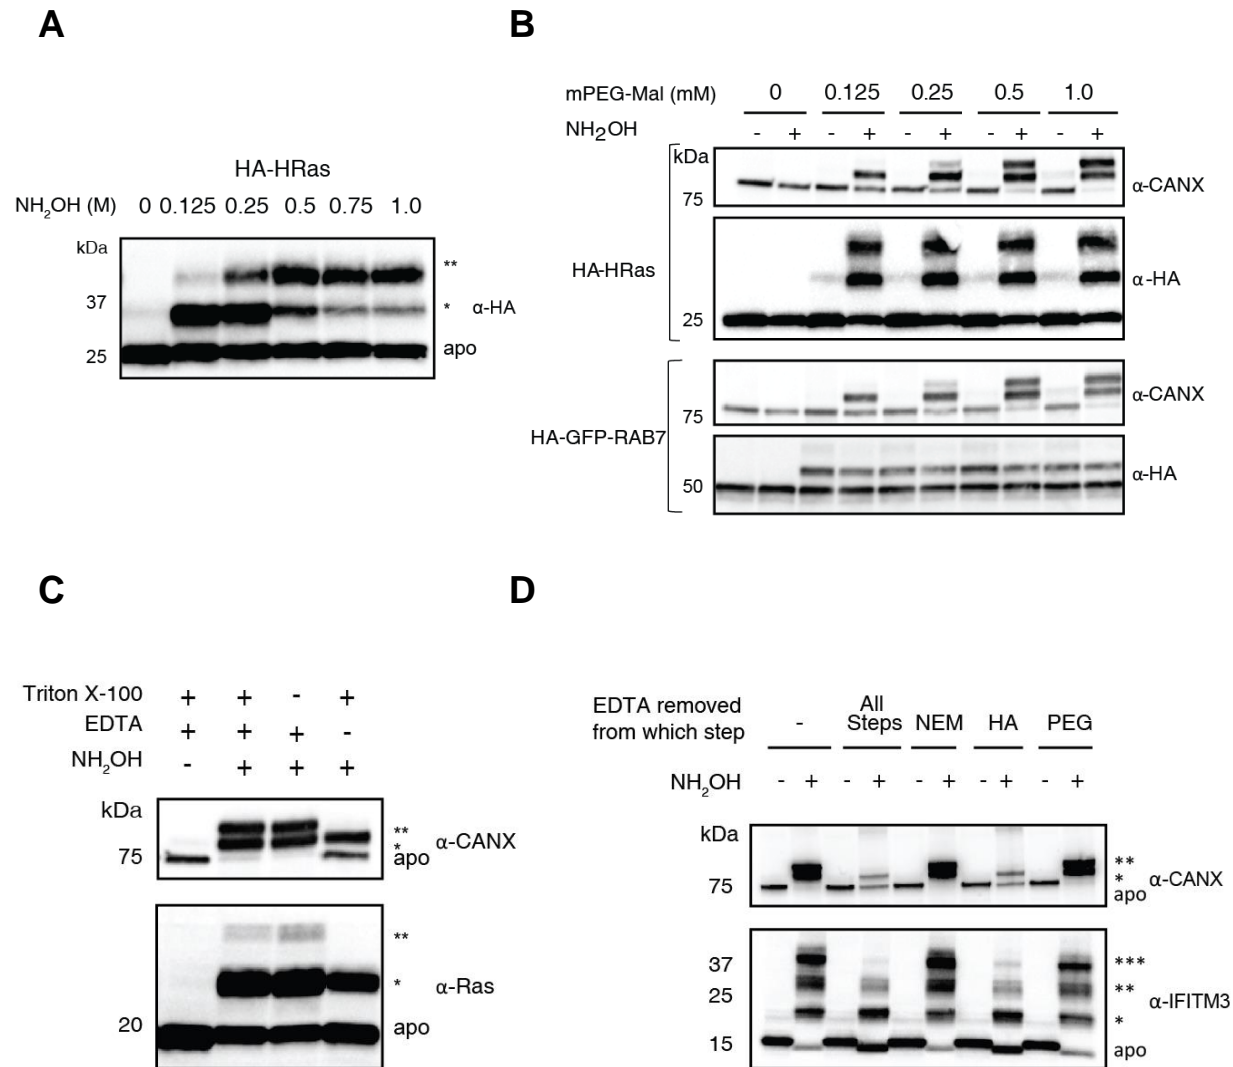 A
HA-HRas
NH2OH (M) 0 0.125 0.25 0.5 0.75 1.0
kDa
**
37 * α-HA
25 apo
B
mPEG-Mal (mM) 0 0.125 0.25 0.5 1.0
NH2OH - + - + - + - + - +
kDa
α-CANX
75
HA-HRas
α-HA
25
α-CANX
75
HA-GFP-RAB7
α-HA
50
C
Triton X-100 + + - +
EDTA + + + -
NH2OH - + + +
kDa
**
* α-CANX
75 apo
**
* α-Ras
20 apo
D
EDTA removed from which step - All Steps NEM HA PEG
NH2OH - + - + - + - + - +
kDa
**
* α-CANX
75 apo
37 ***
25 ** α-IFITM3
*
15 apo